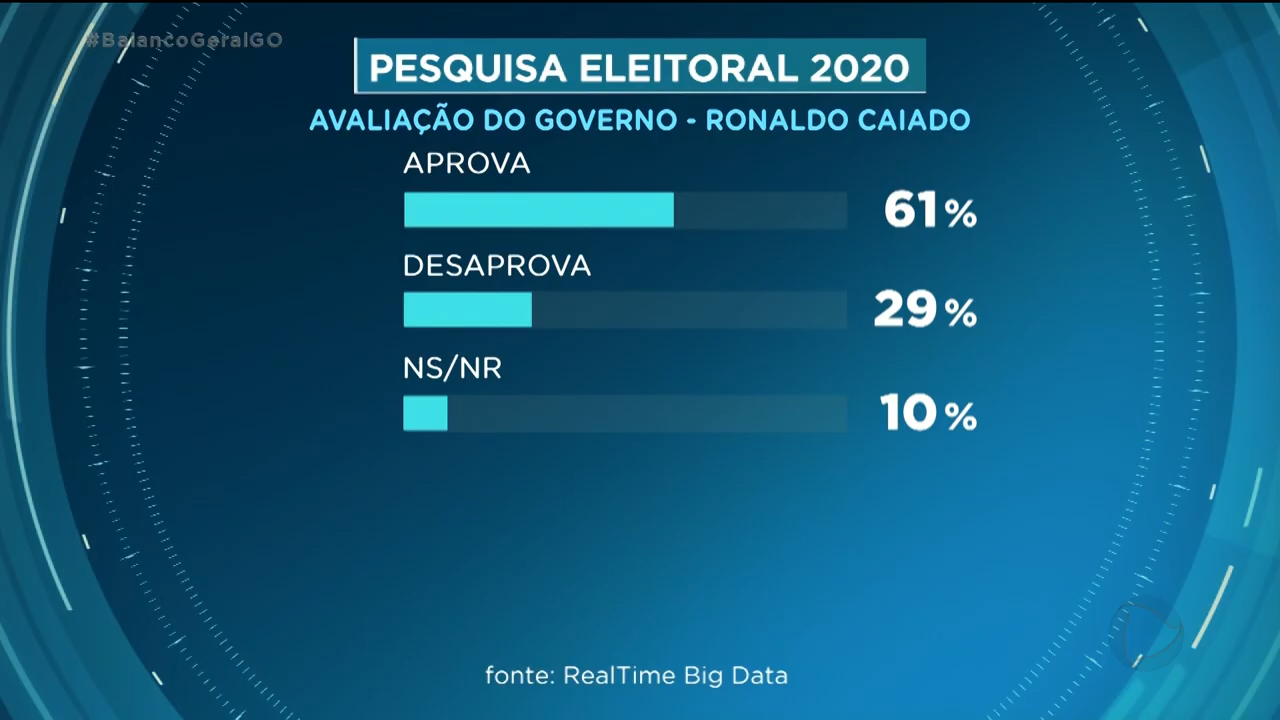 #BalancoGeralGO
PESQUISA ELEITORAL 2020
AVALIAÇÃO DO GOVERNO - RONALDO CAIADO
APROVA
61%
DESAPROVA
29%
NS/NR
10%
fonte: RealTime Big Data